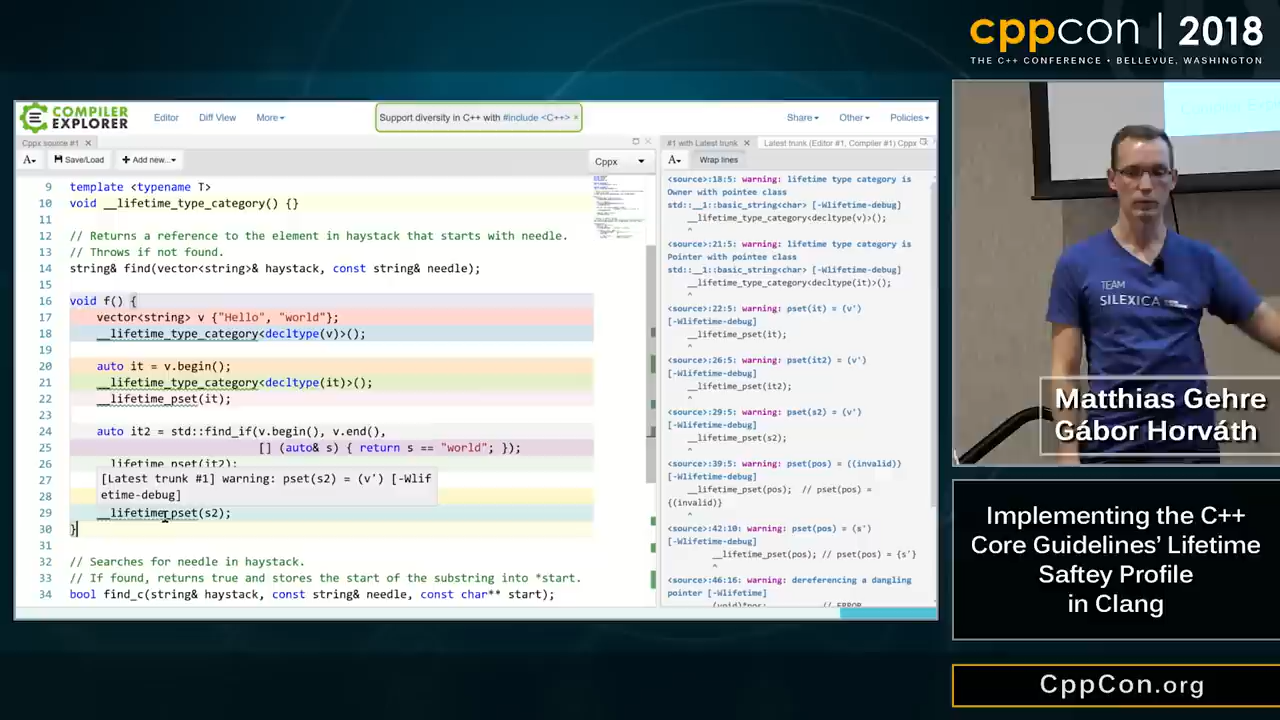 cppcon | 2018
THE C++ CONFERENCE • BELLEVUE, WASHINGTON
COMPILER
EXPLORER
Editor
Diff View
More
Support diversity in C++ with #include <C++> ×
Share
Other
Policies
Cppx source #1 ×
A
Save/Load
Add new...
Cppx
9 template <typename T>
10 void __lifetime_type_category() {}
11
12 // Returns a reference to the element in haystack that starts with needle.
13 // Throws if not found.
14 string& find(vector<string>& haystack, const string& needle);
15
16 void f() {
17 vector<string> v {"Hello", "world"};
18 __lifetime_type_category<decltype(v)>();
19
20 auto it = v.begin();
21 __lifetime_type_category<decltype(it)>();
22 __lifetime_pset(it);
23
24 auto it2 = std::find_if(v.begin(), v.end(),
25 [] (auto& s) { return s == "world"; });
26 __lifetime_pset(it2);
27
[Latest trunk #1] warning: pset(s2) = (v') [-Wlif
28
etime-debug]
29 __lifetime_pset(s2);
30 }
31
32 // Searches for needle in haystack.
33 // If found, returns true and stores the start of the substring into *start.
34 bool find_c(string& haystack, const string& needle, const char** start);
#1 with Latest trunk ×
Latest trunk (Editor #1, Compiler #1) Cppx
A
Wrap lines
<source>:18:5: warning: lifetime type category is
Owner with pointee class
std::__1::basic_string<char> [-Wlifetime-debug]
__lifetime_type_category<decltype(v)>();
^
<source>:21:5: warning: lifetime type category is
Pointer with pointee class
std::__1::basic_string<char> [-Wlifetime-debug]
__lifetime_type_category<decltype(it)>();
^
<source>:22:5: warning: pset(it) = (v')
[-Wlifetime-debug]
__lifetime_pset(it);
^
<source>:26:5: warning: pset(it2) = (v')
[-Wlifetime-debug]
__lifetime_pset(it2);
^
<source>:29:5: warning: pset(s2) = (v')
[-Wlifetime-debug]
__lifetime_pset(s2);
^
<source>:39:5: warning: pset(pos) = ((invalid))
[-Wlifetime-debug]
__lifetime_pset(pos); // pset(pos) =
{(invalid)}
^
<source>:42:10: warning: pset(pos) = (s')
[-Wlifetime-debug]
__lifetime_pset(pos); // pset(pos) = {s'}
^
<source>:46:16: warning: dereferencing a dangling
pointer [-Wlifetime]
(void)*pos; // ERROR
TEAM
SILEXICA
Matthias Gehre
Gábor Horváth
Implementing the C++
Core Guidelines’ Lifetime
Saftey Profile
in Clang
CppCon.org